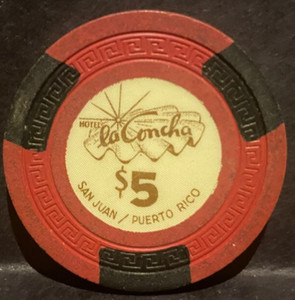 HOTEL
la Concha
$5
SAN JUAN / PUERTO RICO